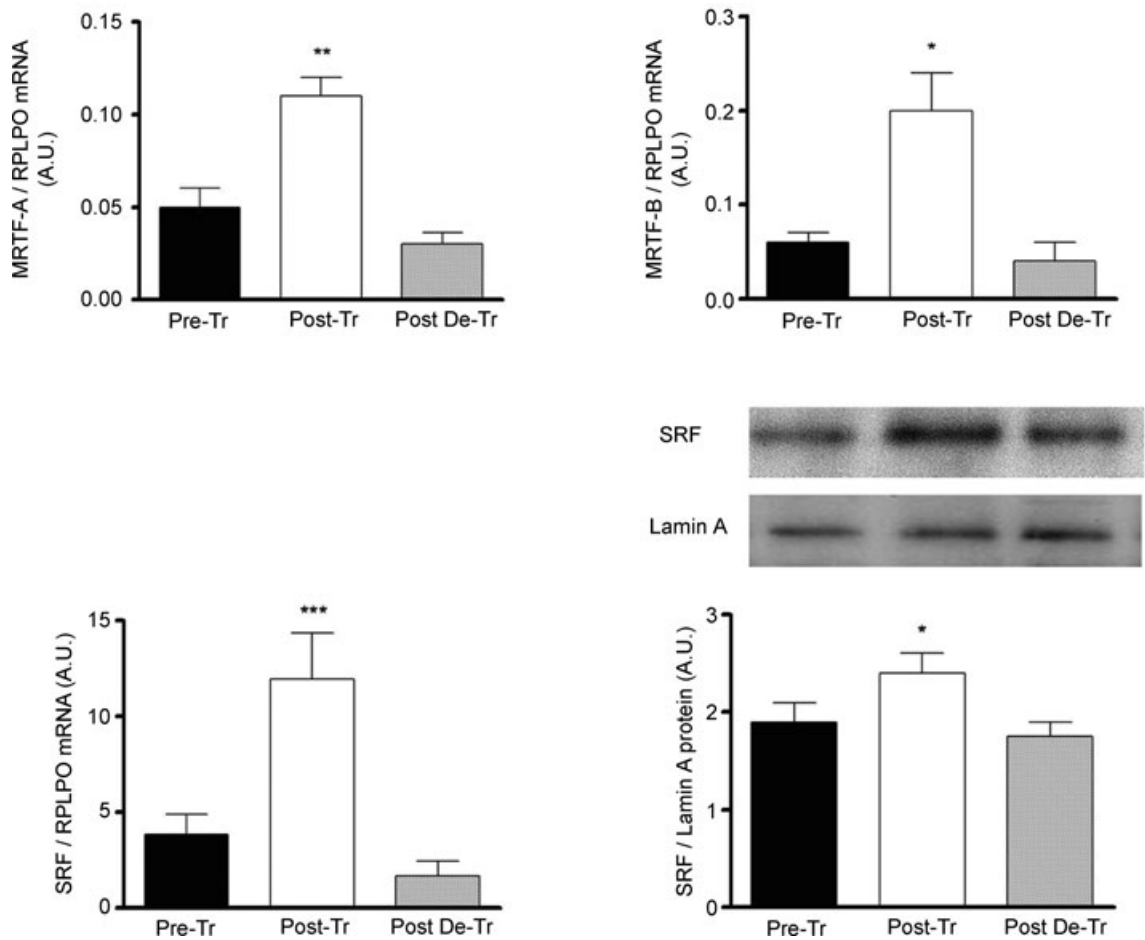 MRTF-A / RPLPO mRNA
(A.U.)
0.15
0.10
0.05
0.00
**
Pre-Tr
Post-Tr
Post De-Tr
MRTF-B / RPLPO mRNA
(A.U.)
0.3
0.2
0.1
0.0
*
Pre-Tr
Post-Tr
Post De-Tr
SRF
Lamin A
SRF / RPLPO mRNA (A.U.)
15
10
5
0
***
Pre-Tr
Post-Tr
Post De-Tr
SRF / Lamin A protein (A.U.)
3
2
1
0
*
Pre-Tr
Post-Tr
Post De-Tr